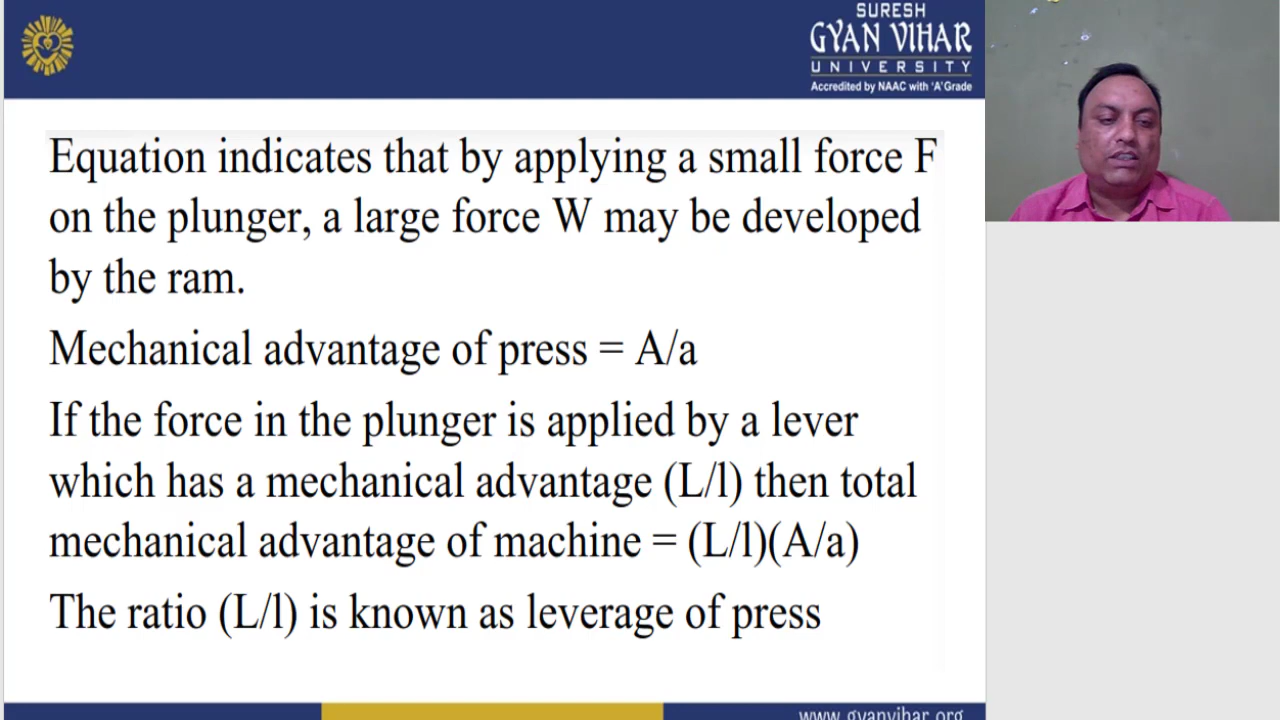 SURESH
GYAN VIHAR
UNIVERSITY
Accredited by NAAC with 'A' Grade
Equation indicates that by applying a small force F
on the plunger, a large force W may be developed
by the ram.
Mechanical advantage of press = A/a
If the force in the plunger is applied by a lever
which has a mechanical advantage (L/l) then total
mechanical advantage of machine = (L/l)(A/a)
The ratio (L/l) is known as leverage of press
www.gyanvihar.org